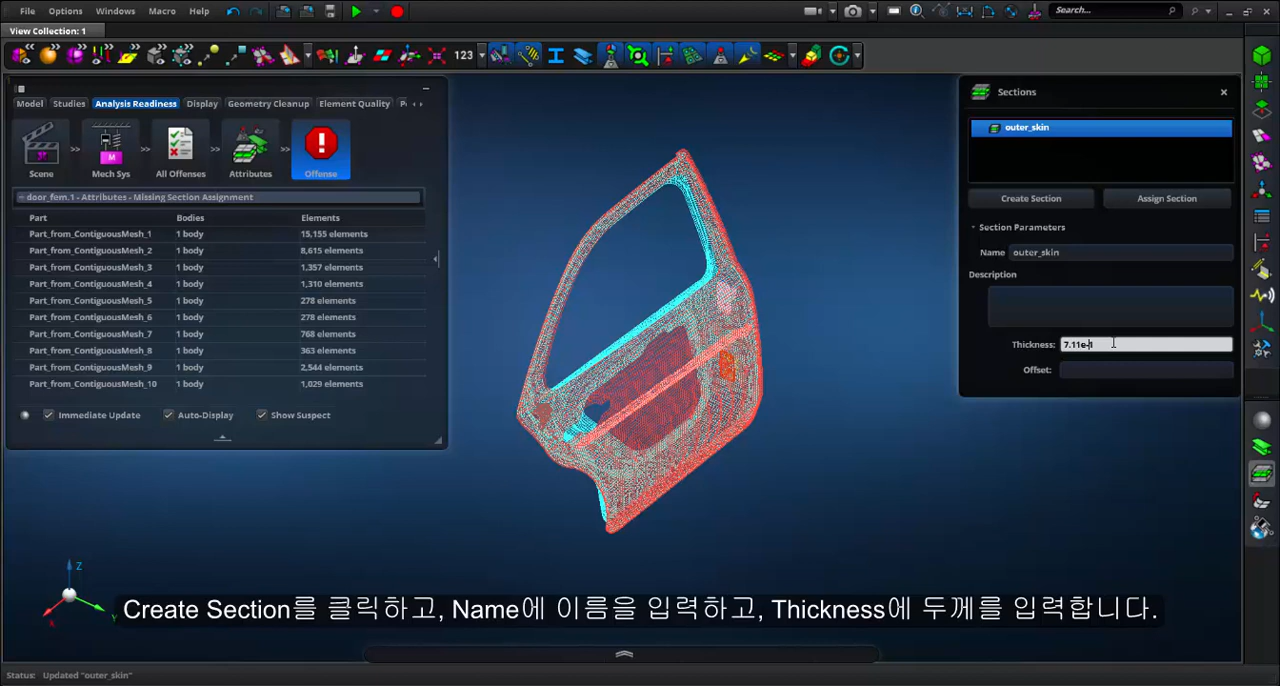 File Options Windows Macro Help
Search...
View Collection: 1
123
Model Studies Analysis Readiness Display Geometry Cleanup Element Quality
Scene >> Mech Sys >> All Offenses >> Attributes >> Offense
door_fem.1 - Attributes - Missing Section Assignment
Part Bodies Elements
Part_from_ContiguousMesh_1 1 body 15,155 elements
Part_from_ContiguousMesh_2 1 body 8,615 elements
Part_from_ContiguousMesh_3 1 body 1,357 elements
Part_from_ContiguousMesh_4 1 body 1,310 elements
Part_from_ContiguousMesh_5 1 body 278 elements
Part_from_ContiguousMesh_6 1 body 278 elements
Part_from_ContiguousMesh_7 1 body 768 elements
Part_from_ContiguousMesh_8 1 body 363 elements
Part_from_ContiguousMesh_9 1 body 2,544 elements
Part_from_ContiguousMesh_10 1 body 1,029 elements
Immediate Update Auto-Display Show Suspect
Sections
outer_skin
Create Section Assign Section
Section Parameters
Name outer_skin
Description
Thickness: 7.11e-1
Offset:
Z
X
Y
Create Section를 클릭하고, Name에 이름을 입력하고, Thickness에 두께를 입력합니다.
Status: Updated "outer_skin"